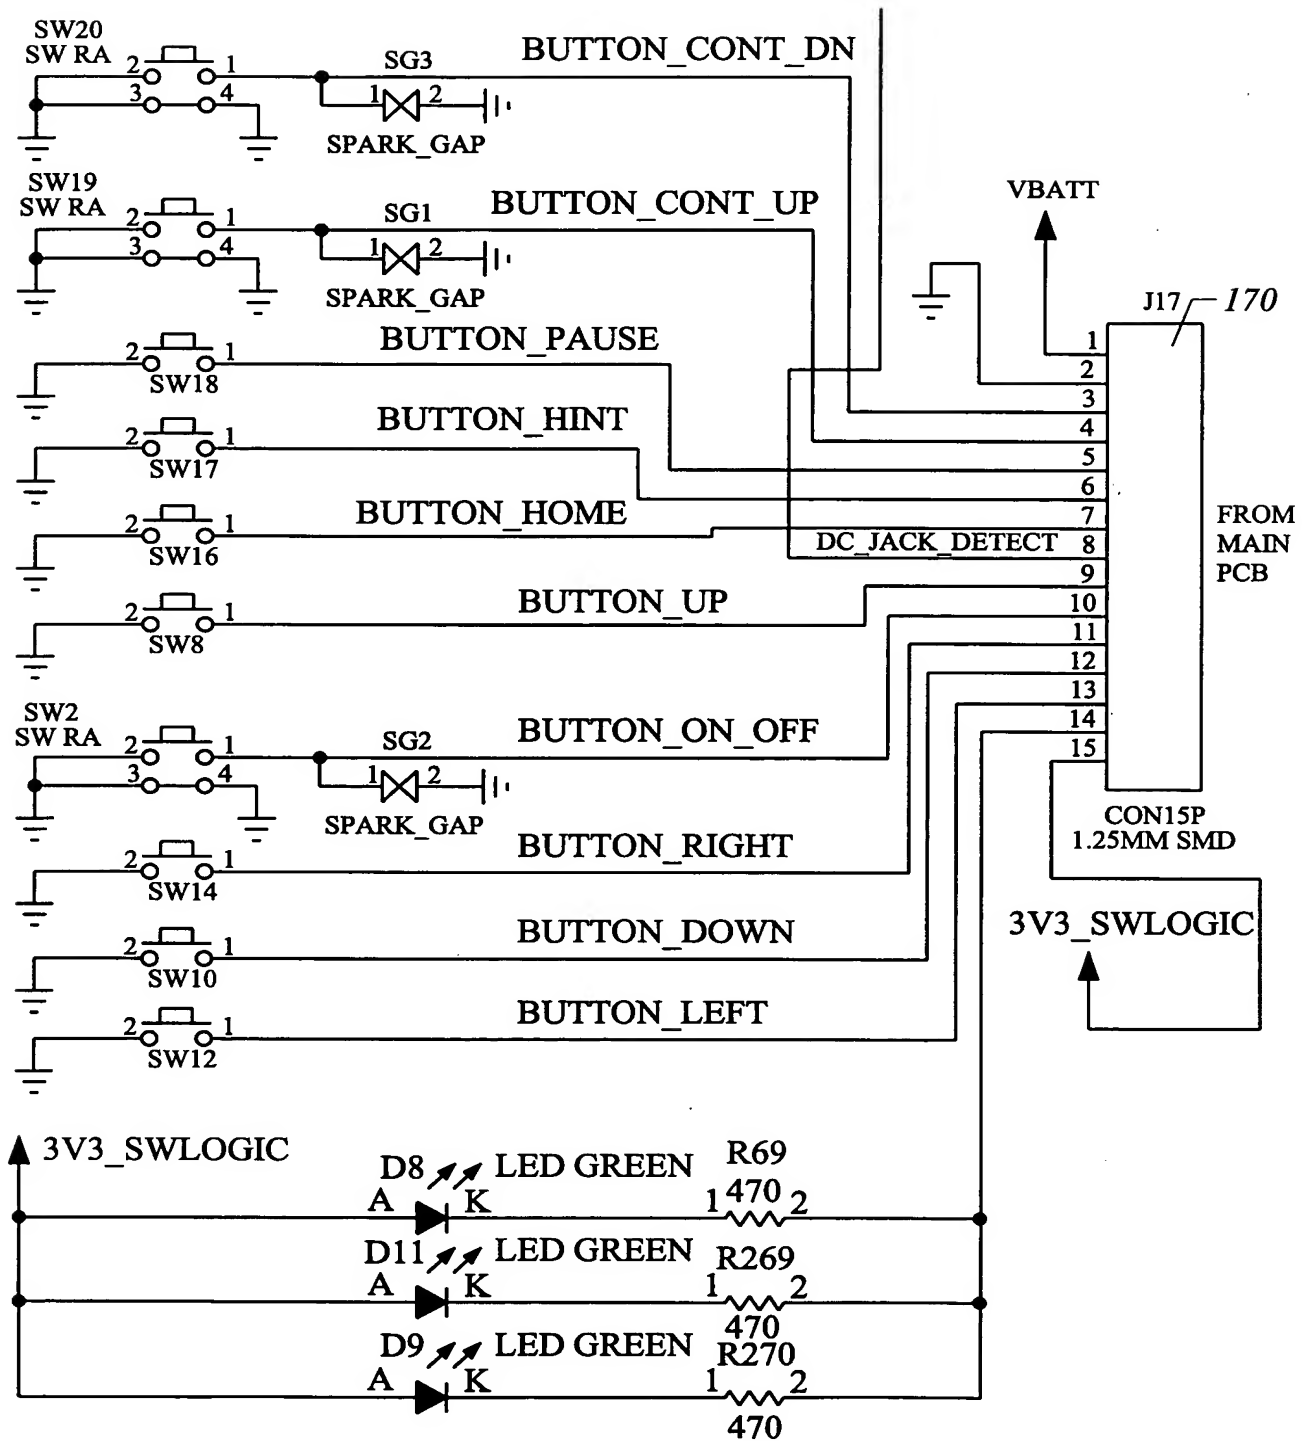 SW20
SW RA
2 1
3 4
SG3
1 2
SPARK_GAP
BUTTON_CONT_DN
SW19
SW RA
2 1
3 4
SG1
1 2
SPARK_GAP
BUTTON_CONT_UP
VBATT
J17 170
BUTTON_PAUSE
2 1
SW18
BUTTON_HINT
2 1
SW17
BUTTON_HOME
2 1
SW16
DC_JACK_DETECT
1
2
3
4
5
6
7
8
9
10
11
12
13
14
15
FROM
MAIN
PCB
CON15P
1.25MM SMD
BUTTON_UP
2 1
SW8
SW2
SW RA
2 1
3 4
SG2
1 2
SPARK_GAP
BUTTON_ON_OFF
BUTTON_RIGHT
2 1
SW14
3V3_SWLOGIC
BUTTON_DOWN
2 1
SW10
BUTTON_LEFT
2 1
SW12
3V3_SWLOGIC
D8 LED GREEN R69
A K 1 470 2
D11 LED GREEN R269
A K 1 2
470
D9 LED GREEN R270
A K 1 2
470